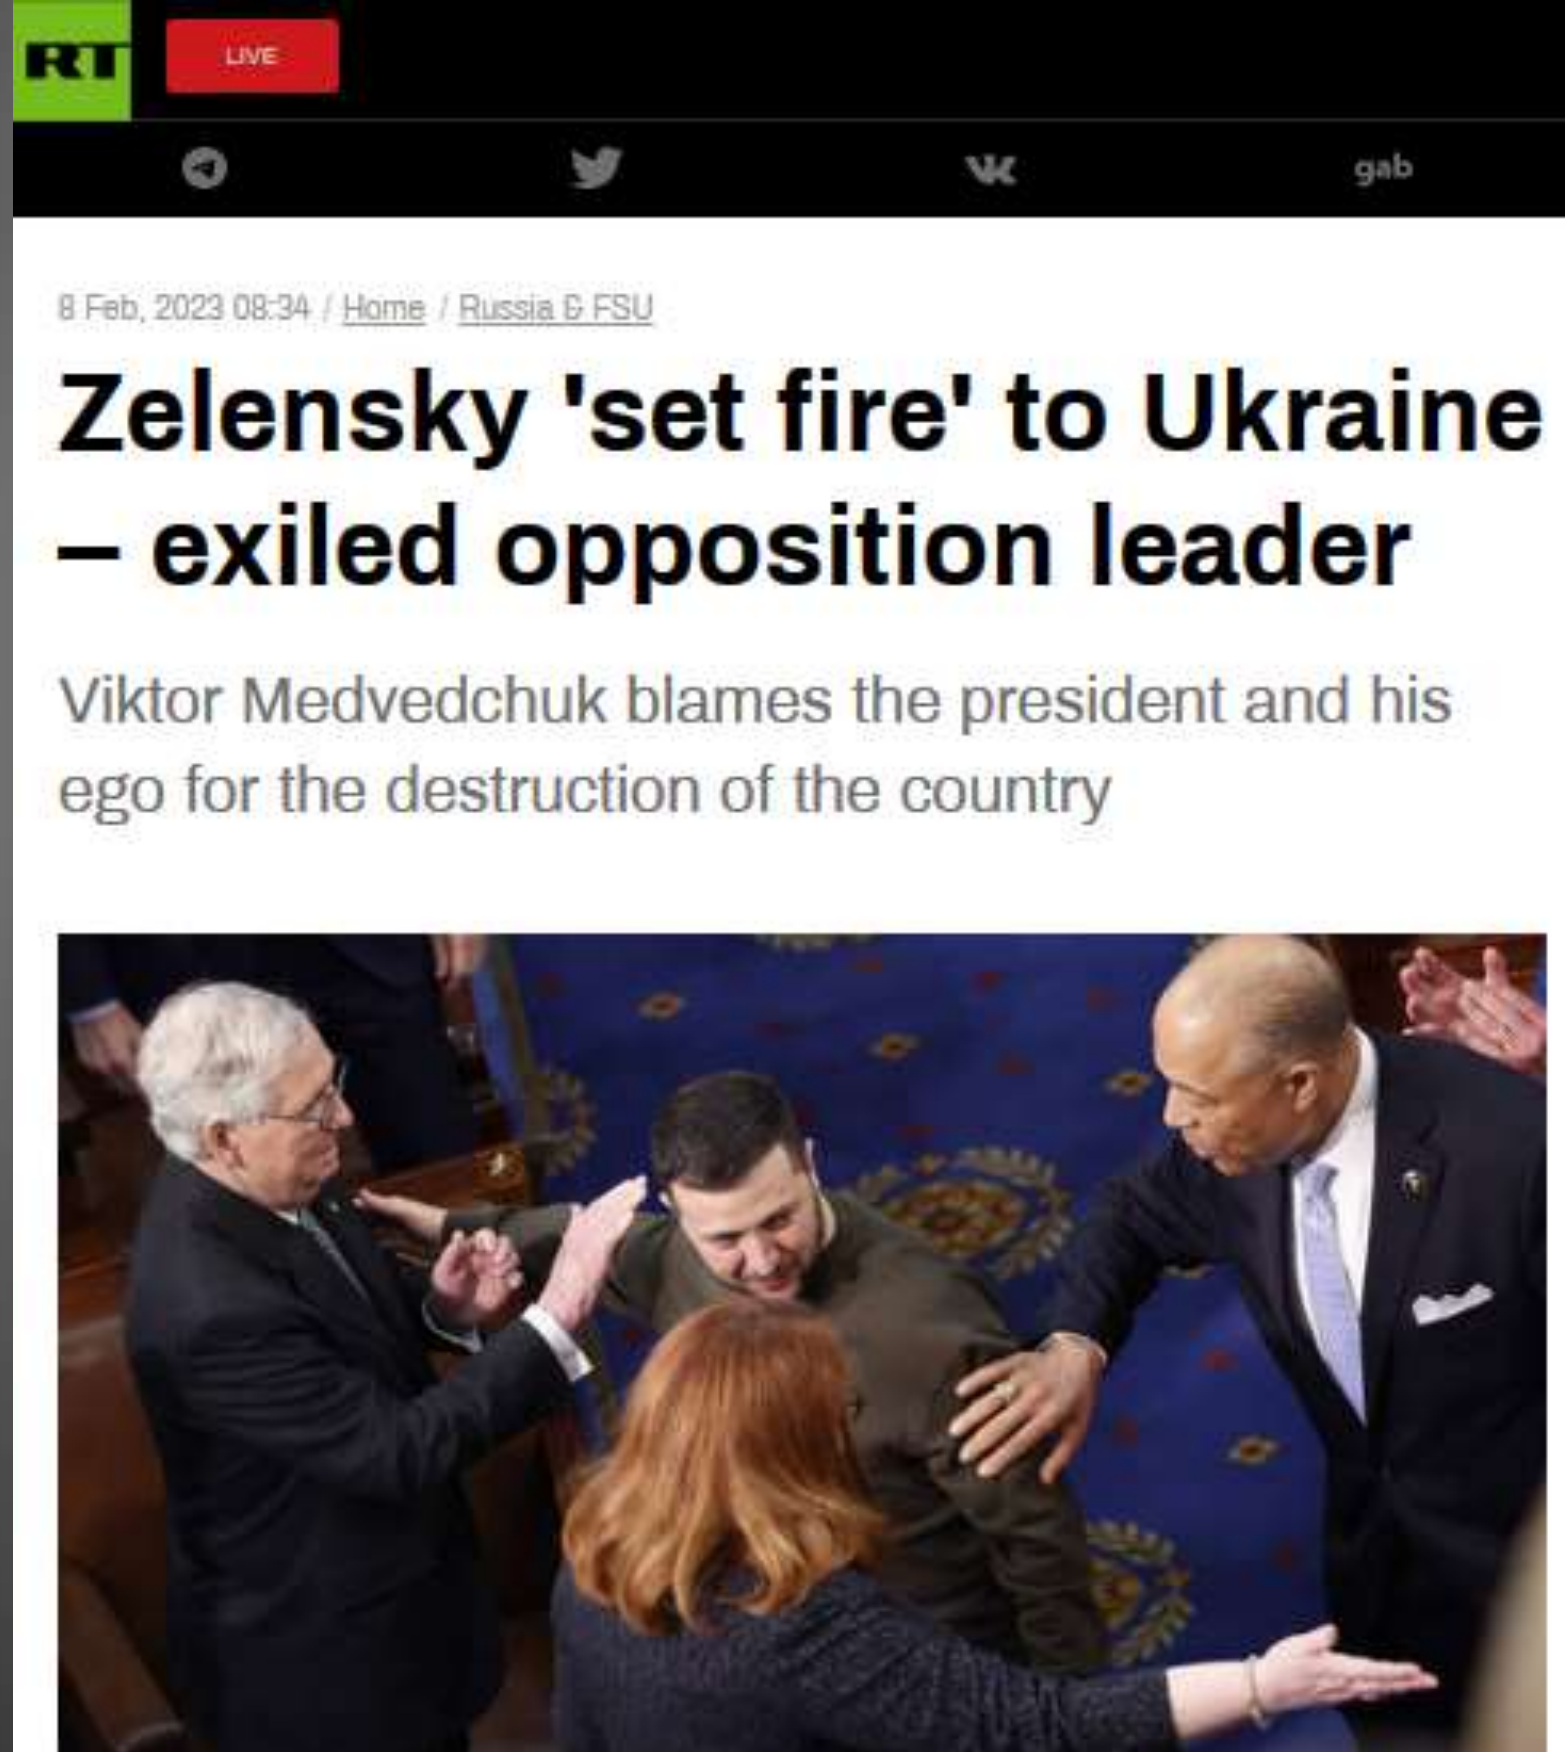 RT
LIVE
gab
8 Feb, 2023 08:34 / Home / Russia & FSU
Zelensky 'set fire' to Ukraine
– exiled opposition leader
Viktor Medvedchuk blames the president and his
ego for the destruction of the country